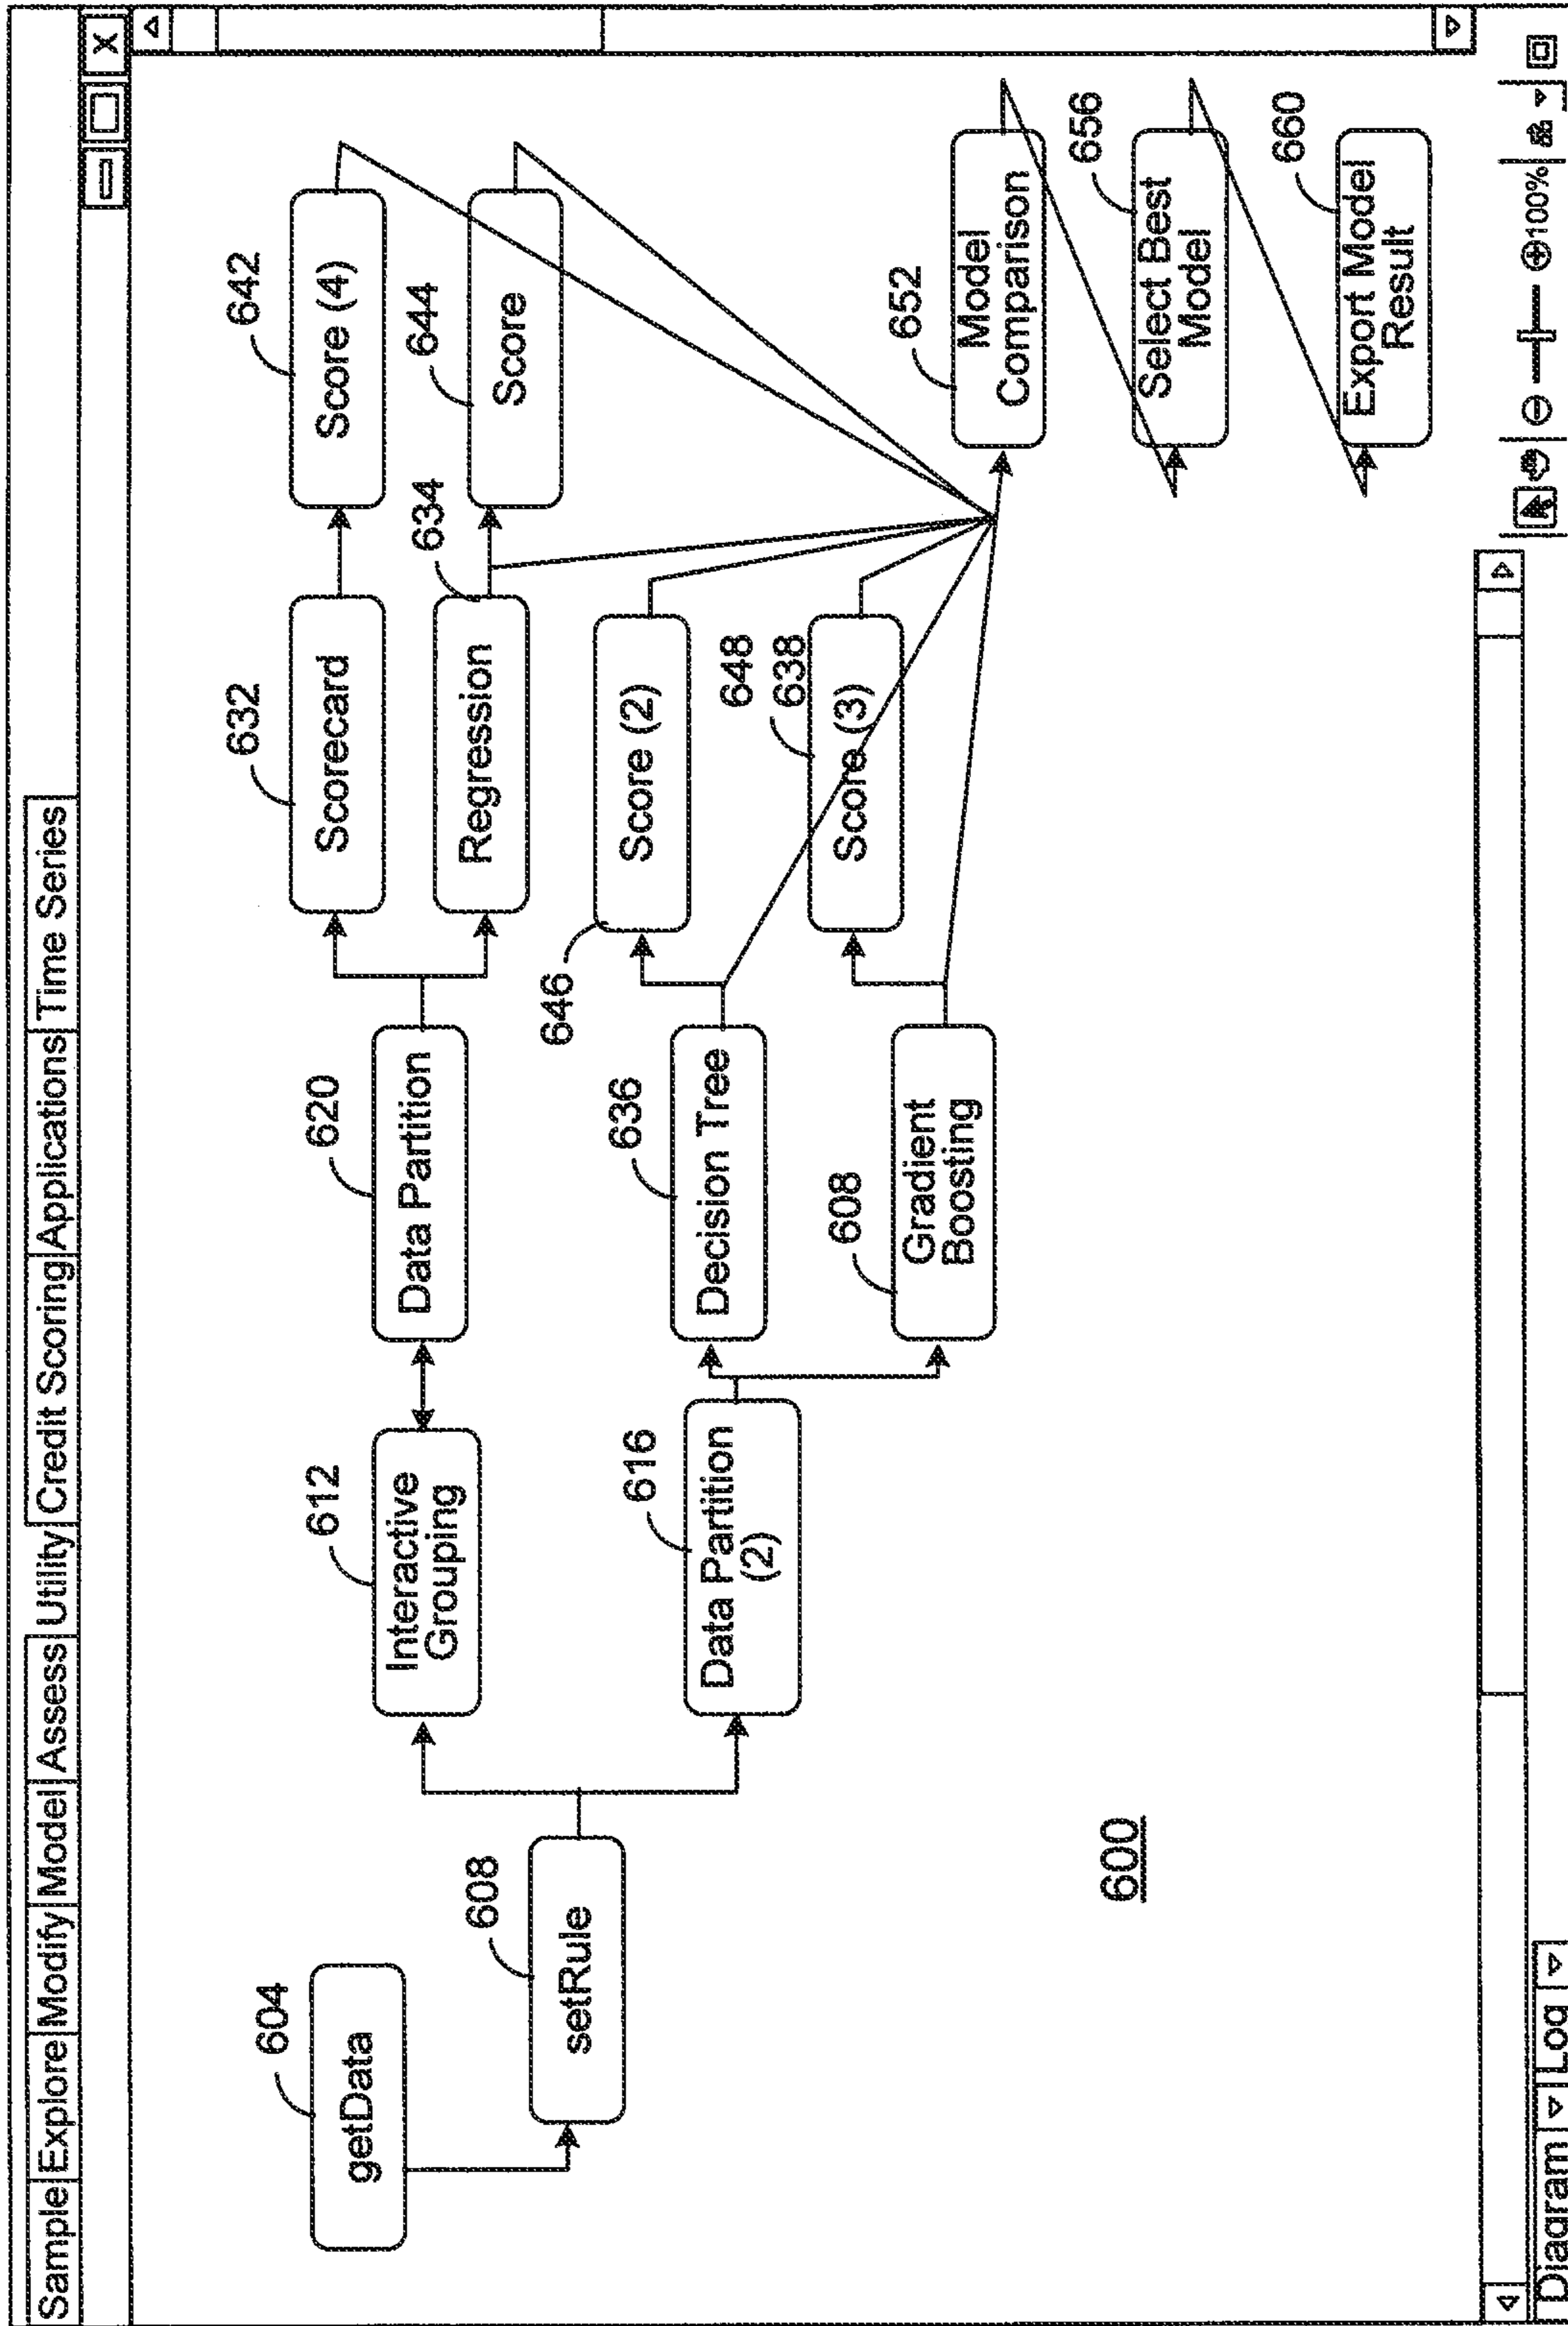 Sample Explore Modify Model Assess Utility Credit Scoring Applications Time Series
X
604
getData
608
setRule
612
Interactive
Grouping
616
Data Partition
(2)
620
Data Partition
636
Decision Tree
608
Gradient
Boosting
632
Scorecard
634
Regression
646
Score (2)
648
638
Score (3)
642
Score (4)
644
Score
652
Model
Comparison
656
Select Best
Model
660
Export Model
Result
600
100%
Diagram Log